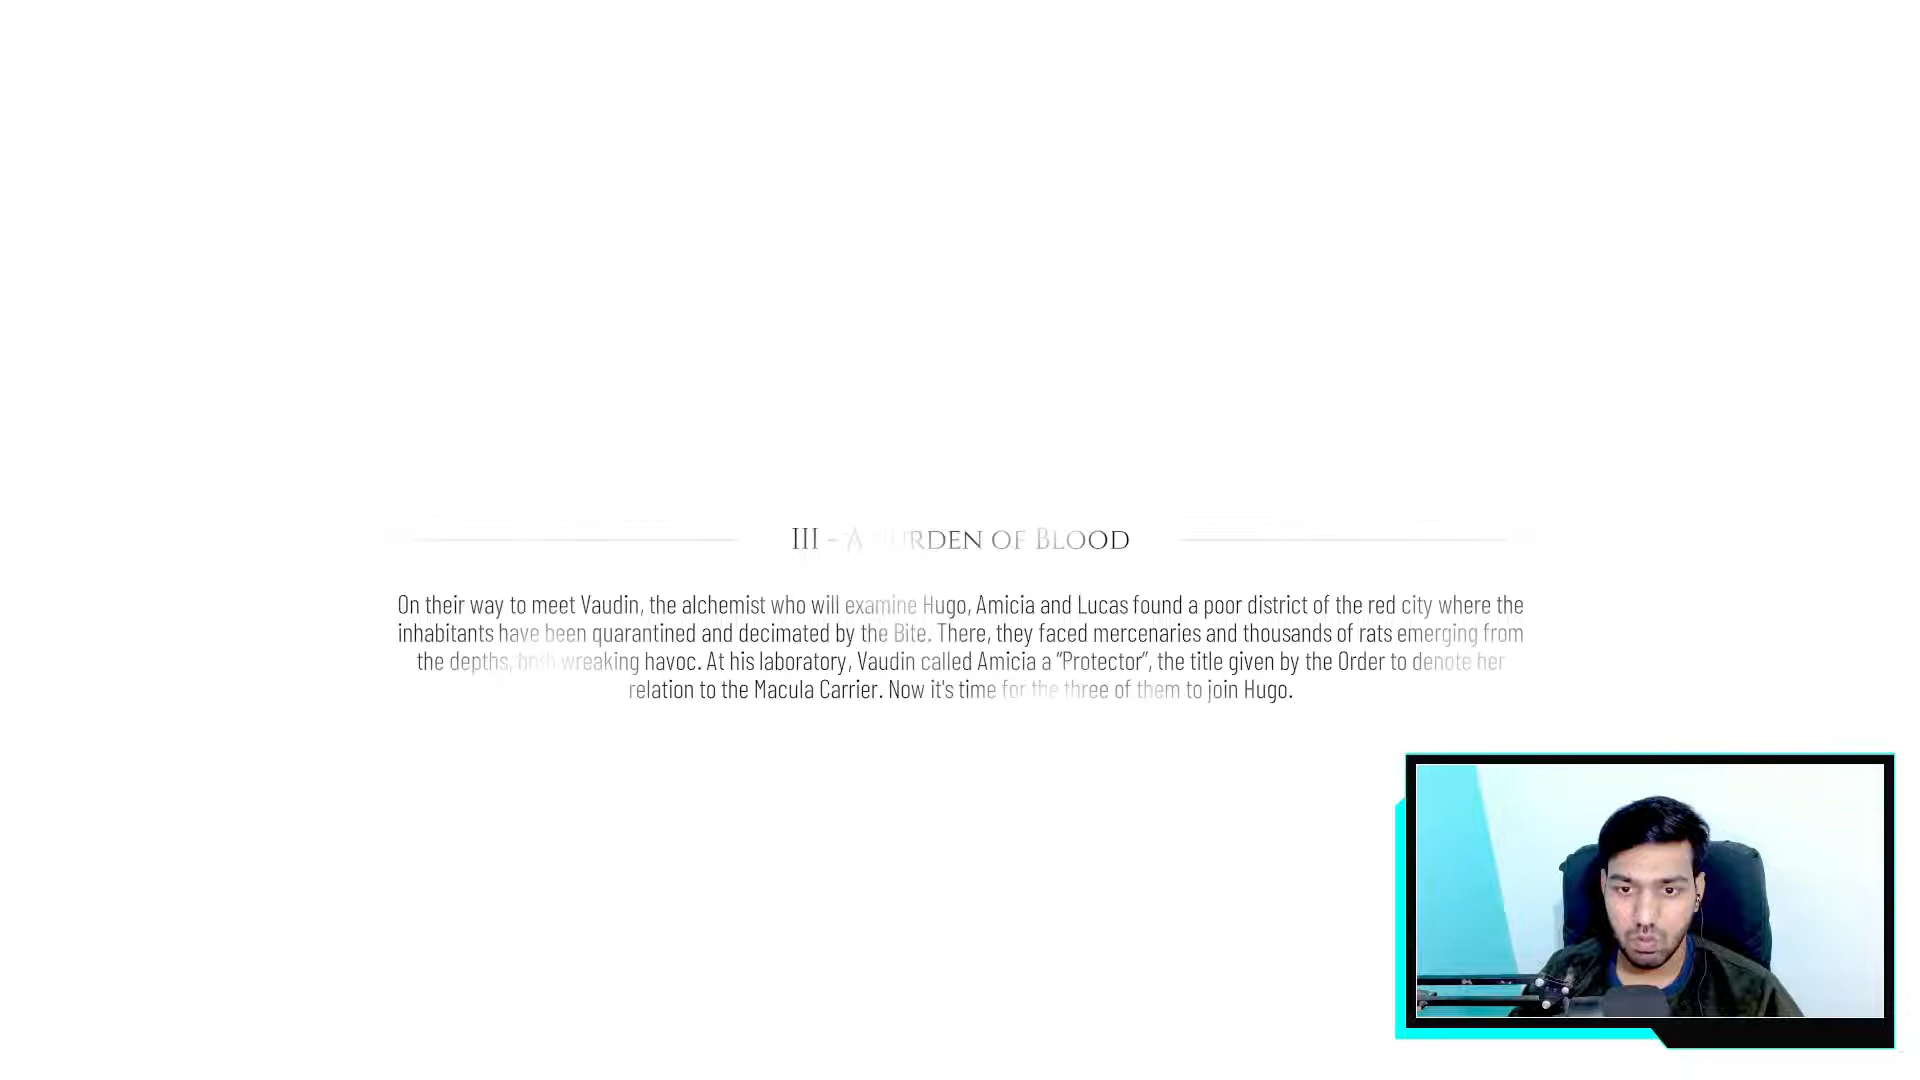 III - A Burden of Blood
On their way to meet Vaudin, the alchemist who will examine Hugo, Amicia and Lucas found a poor district of the red city where the
inhabitants have been quarantined and decimated by the Bite. There, they faced mercenaries and thousands of rats emerging from
the depths, both wreaking havoc. At his laboratory, Vaudin called Amicia a "Protector", the title given by the Order to denote her
relation to the Macula Carrier. Now it's time for the three of them to join Hugo.